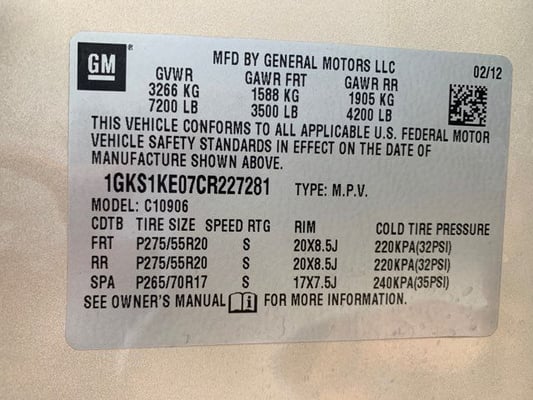 GM
MFD BY GENERAL MOTORS LLC 02/12
GVWR GAWR FRT GAWR RR
3266 KG 1588 KG 1905 KG
7200 LB 3500 LB 4200 LB
THIS VEHICLE CONFORMS TO ALL APPLICABLE U.S. FEDERAL MOTOR
VEHICLE SAFETY STANDARDS IN EFFECT ON THE DATE OF
MANUFACTURE SHOWN ABOVE.
1GKS1KE07CR227281 TYPE: M.P.V.
MODEL: C10906
CDTB TIRE SIZE SPEED RTG RIM COLD TIRE PRESSURE
FRT P275/55R20 S 20X8.5J 220KPA(32PSI)
RR P275/55R20 S 20X8.5J 220KPA(32PSI)
SPA P265/70R17 S 17X7.5J 240KPA(35PSI)
SEE OWNER'S MANUAL i FOR MORE INFORMATION.